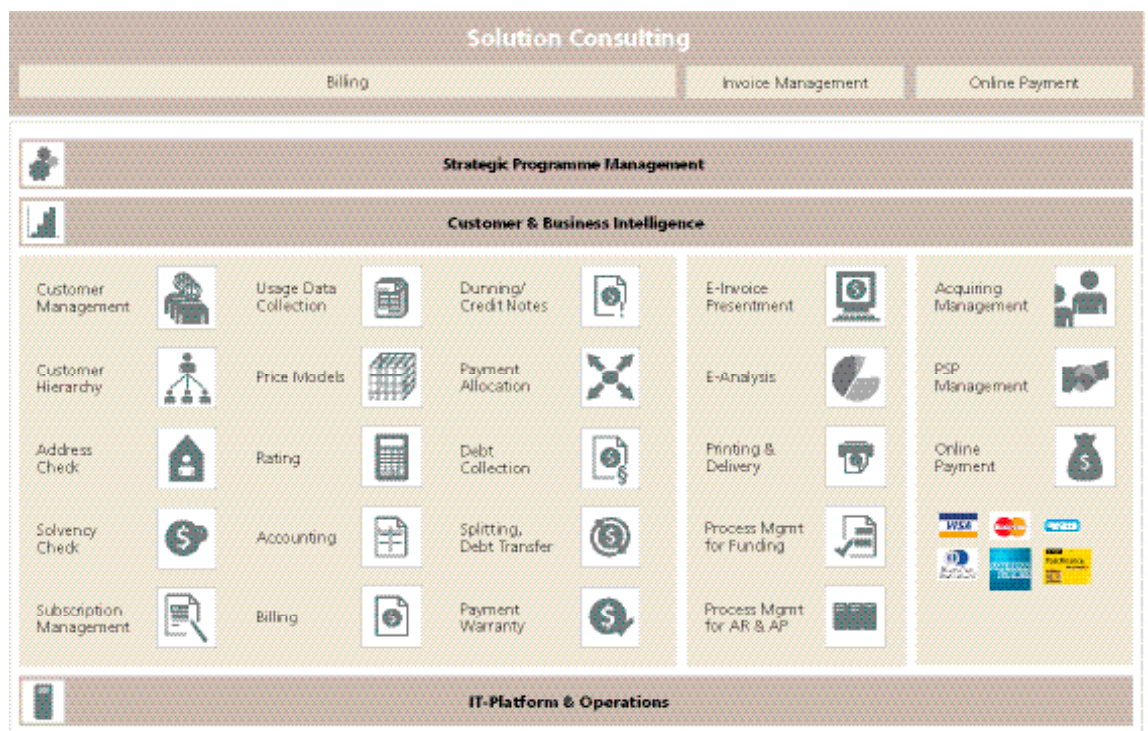 Solution Consulting
Billing
Invoice Management
Online Payment
Strategic Programme Management
Customer & Business Intelligence
Customer
Management
Usage Data
Collection
Dunning/
Credit Notes
E-Invoice
Presentment
Acquiring
Management
Customer
Hierarchy
Price Models
Payment
Allocation
E-Analysis
PSP
Management
Address
Check
Rating
Debt
Collection
Printing &
Delivery
Online
Payment
Solvency
Check
Accounting
Splitting,
Debt Transfer
Process Mgmt
for Funding
VISA
Subscription
Management
Billing
Payment
Warranty
Process Mgmt
for AR & AP
IT-Platform & Operations